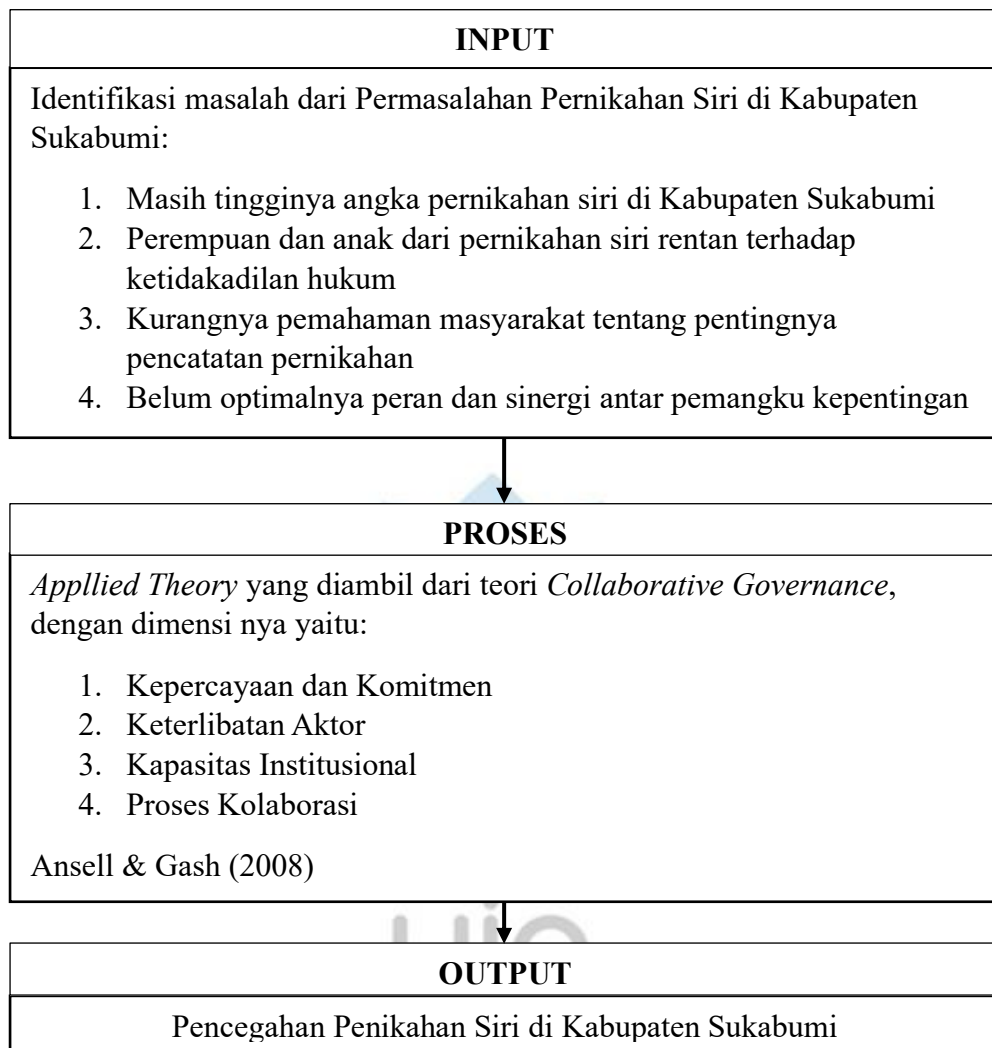 INPUT
Identifikasi masalah dari Permasalahan Pernikahan Siri di Kabupaten
Sukabumi:
1. Masih tingginya angka pernikahan siri di Kabupaten Sukabumi
2. Perempuan dan anak dari pernikahan siri rentan terhadap
ketidakadilan hukum
3. Kurangnya pemahaman masyarakat tentang pentingnya
pencatatan pernikahan
4. Belum optimalnya peran dan sinergi antar pemangku kepentingan
PROSES
Appllied Theory yang diambil dari teori Collaborative Governance,
dengan dimensi nya yaitu:
1. Kepercayaan dan Komitmen
2. Keterlibatan Aktor
3. Kapasitas Institusional
4. Proses Kolaborasi
Ansell & Gash (2008)
OUTPUT
Pencegahan Penikahan Siri di Kabupaten Sukabumi